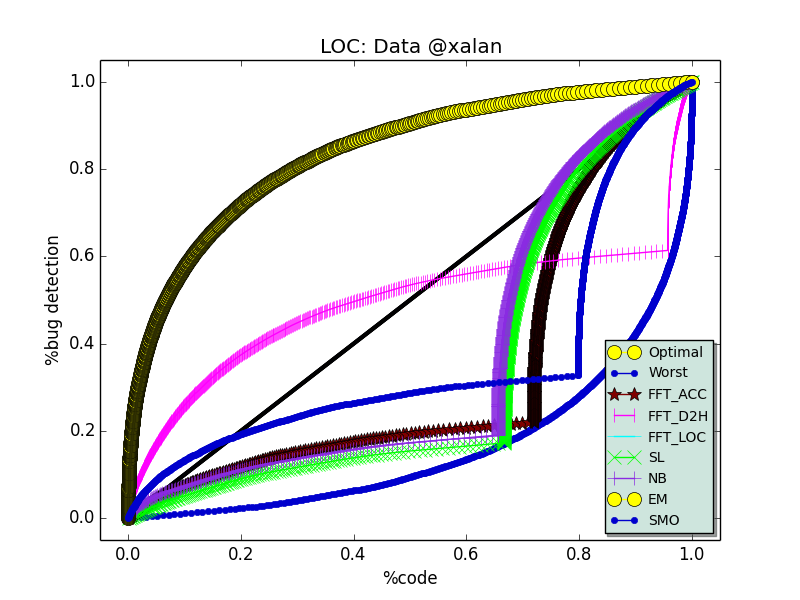 LOC: Data @xalan
1.0
0.8
0.6
0.4
0.2
0.0
%bug detection
0.0 0.2 0.4 0.6 0.8 1.0
%code
Optimal
Worst
FFT_ACC
FFT_D2H
FFT_LOC
SL
NB
EM
SMO